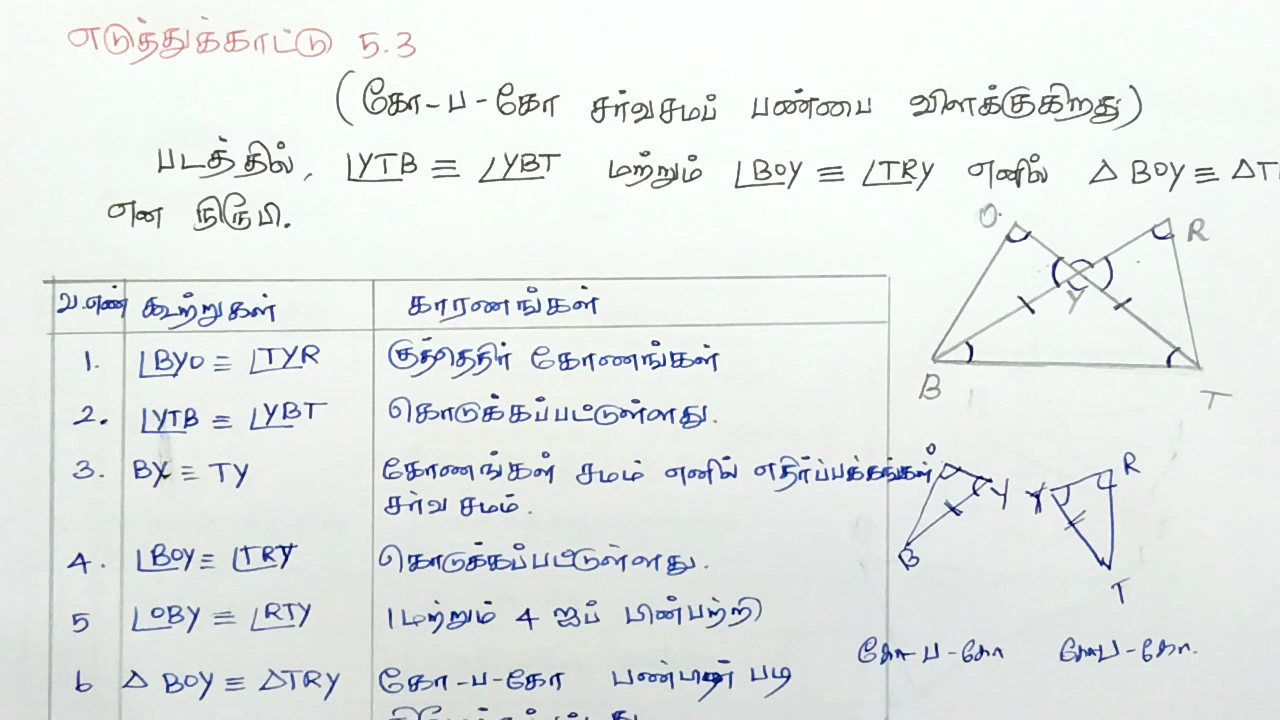 எடுத்துக்காட்டு 5.3
(கோ-ப-கோ சர்வசமப் பண்பை விளக்குகிறது)
படத்தில், ∠YTB ≡ ∠YBT மற்றும் ∠BOY ≡ ∠TRY எனில் Δ BOY ≡ ΔT
என நிரூபி.
O R
Y
B T
வ.எண் கூற்றுகள் காரணங்கள்
1. ∠BYO ≡ ∠TYR குத்தெதிர் கோணங்கள்
2. ∠YTB ≡ ∠YBT கொடுக்கப்பட்டுள்ளது.
3. BY ≡ TY கோணங்கள் சமம் எனில் எதிர்ப்பக்கங்கள்
சர்வ சமம்.
4. ∠BOY ≡ ∠TRY கொடுக்கப்பட்டுள்ளது.
5 ∠OBY ≡ ∠RTY 1 மற்றும் 4 ஐப் பின்பற்றி
6 Δ BOY ≡ ΔTRY கோ-ப-கோ பண்பின் படி
O Y B
Y R T
கோ-ப-கோ கோப-கோ.